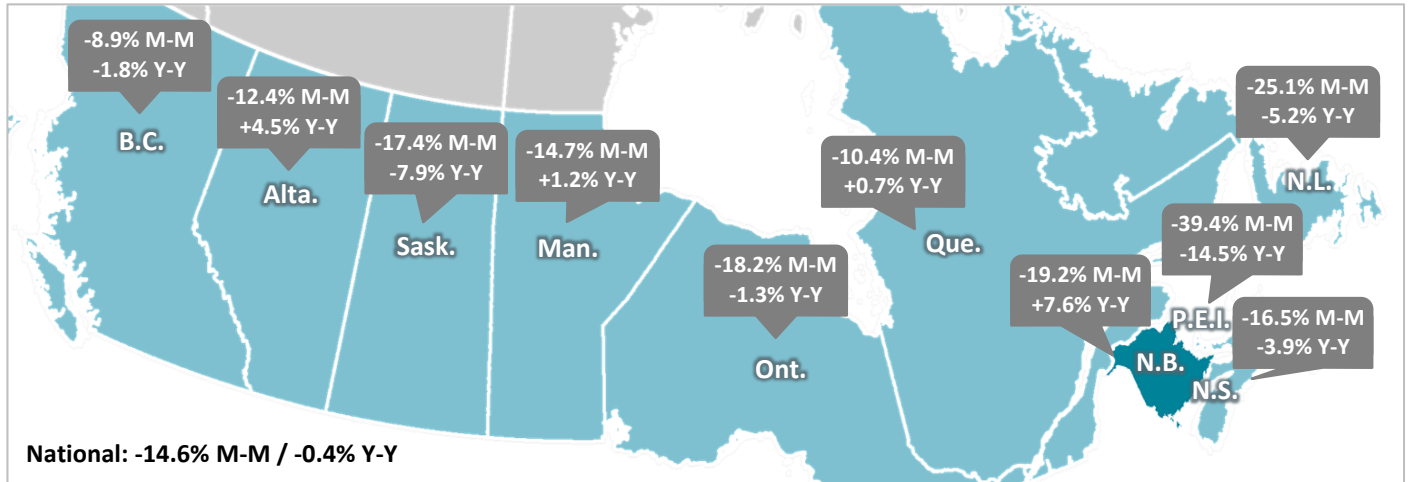 -8.9% M-M
-1.8% Y-Y
B.C.
-12.4% M-M
+4.5% Y-Y
Alta.
-17.4% M-M
-7.9% Y-Y
Sask.
-14.7% M-M
+1.2% Y-Y
Man.
-18.2% M-M
-1.3% Y-Y
Ont.
-10.4% M-M
+0.7% Y-Y
Que.
-25.1% M-M
-5.2% Y-Y
N.L.
-39.4% M-M
-14.5% Y-Y
P.E.I.
-19.2% M-M
+7.6% Y-Y
N.B.
-16.5% M-M
-3.9% Y-Y
N.S.
National: -14.6% M-M / -0.4% Y-Y